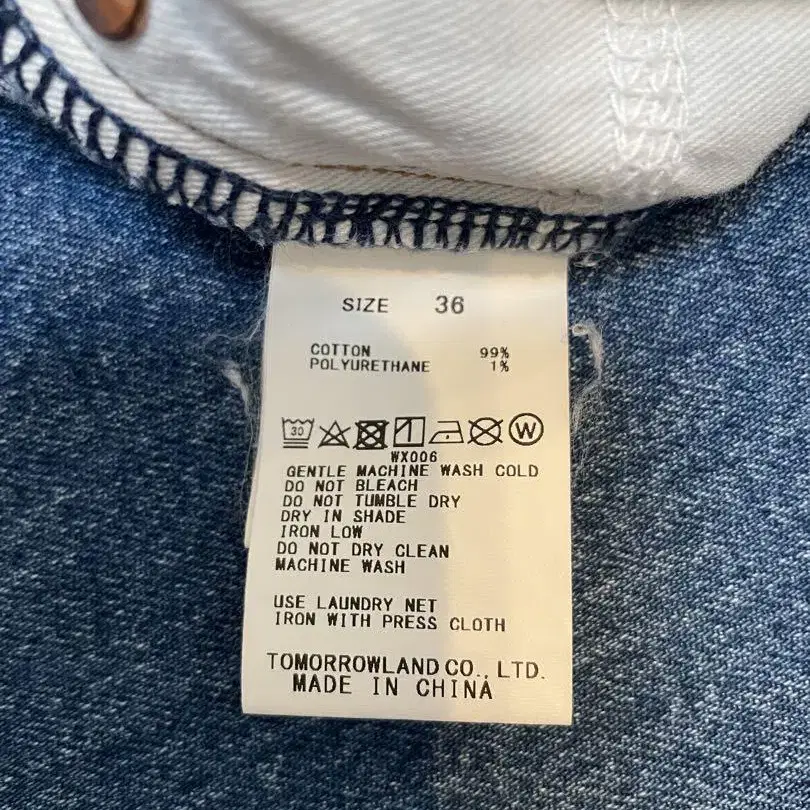 SIZE 36
COTTON 99%
POLYURETHANE 1%
30 W
WX006
GENTLE MACHINE WASH COLD
DO NOT BLEACH
DO NOT TUMBLE DRY
DRY IN SHADE
IRON LOW
DO NOT DRY CLEAN
MACHINE WASH
USE LAUNDRY NET
IRON WITH PRESS CLOTH
TOMORROWLAND CO., LTD.
MADE IN CHINA